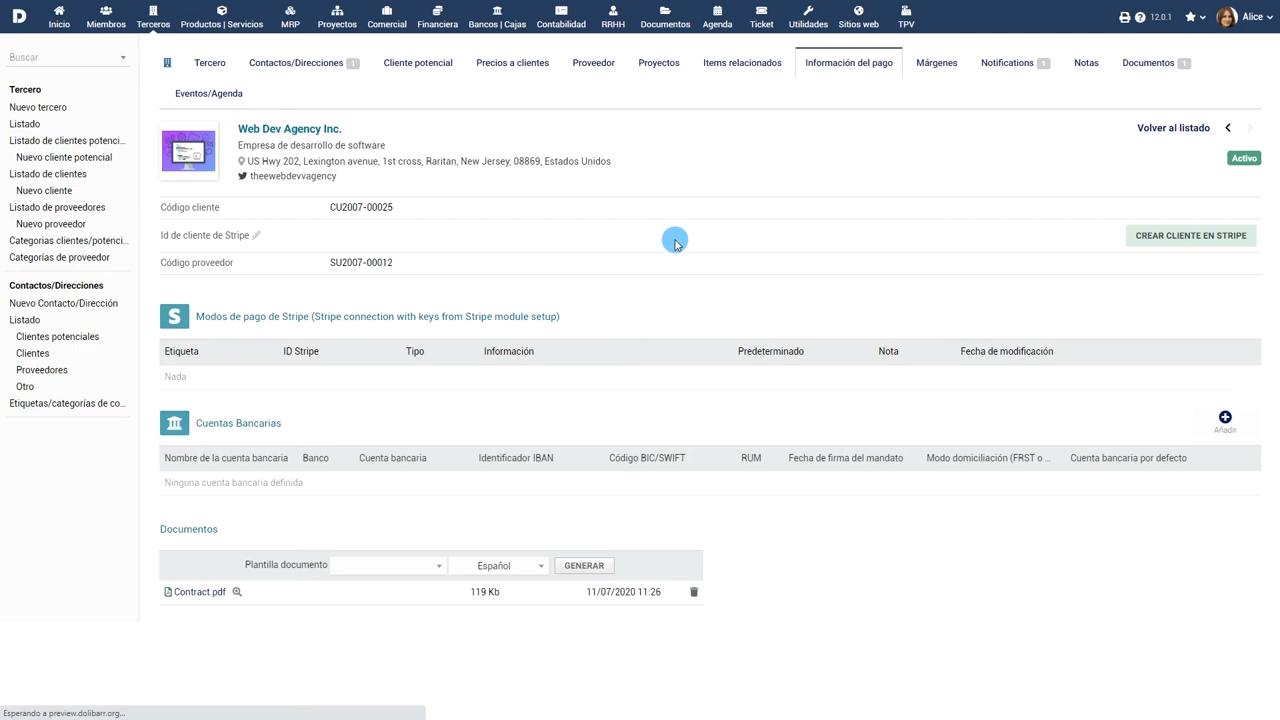 Inicio Miembros Terceros Productos | Servicios MRP Proyectos Comercial Financiera Bancos | Cajas Contabilidad RRHH Documentos Agenda Ticket Utilidades Sitios web TPV 12.0.1 Alice
Buscar
Tercero
Nuevo tercero
Listado
Listado de clientes potenci...
Nuevo cliente potencial
Listado de clientes
Nuevo cliente
Listado de proveedores
Nuevo proveedor
Categorias clientes/potenci...
Categorías de proveedor
Contactos/Direcciones
Nuevo Contacto/Dirección
Listado
Clientes potenciales
Clientes
Proveedores
Otro
Etiquetas/categorías de co...
Tercero Contactos/Direcciones 1 Cliente potencial Precios a clientes Proveedor Proyectos Items relacionados Información del pago Márgenes Notifications 1 Notas Documentos 1
Eventos/Agenda
Web Dev Agency Inc.
Volver al listado
Empresa de desarrollo de software
US Hwy 202, Lexington avenue, 1st cross, Raritan, New Jersey, 08869, Estados Unidos
Activo
theewebdevvagency
Código cliente CU2007-00025
Id de cliente de Stripe CREAR CLIENTE EN STRIPE
Código proveedor SU2007-00012
S Modos de pago de Stripe (Stripe connection with keys from Stripe module setup)
Etiqueta ID Stripe Tipo Información Predeterminado Nota Fecha de modificación
Nada
Cuentas Bancarias
Añadir
Nombre de la cuenta bancaria Banco Cuenta bancaria Identificador IBAN Código BIC/SWIFT RUM Fecha de firma del mandato Modo domiciliación (FRST o ... Cuenta bancaria por defecto
Ninguna cuenta bancaria definida
Documentos
Plantilla documento Español GENERAR
Contract.pdf 119 Kb 11/07/2020 11:26
Esperando a preview.dolibarr.org...